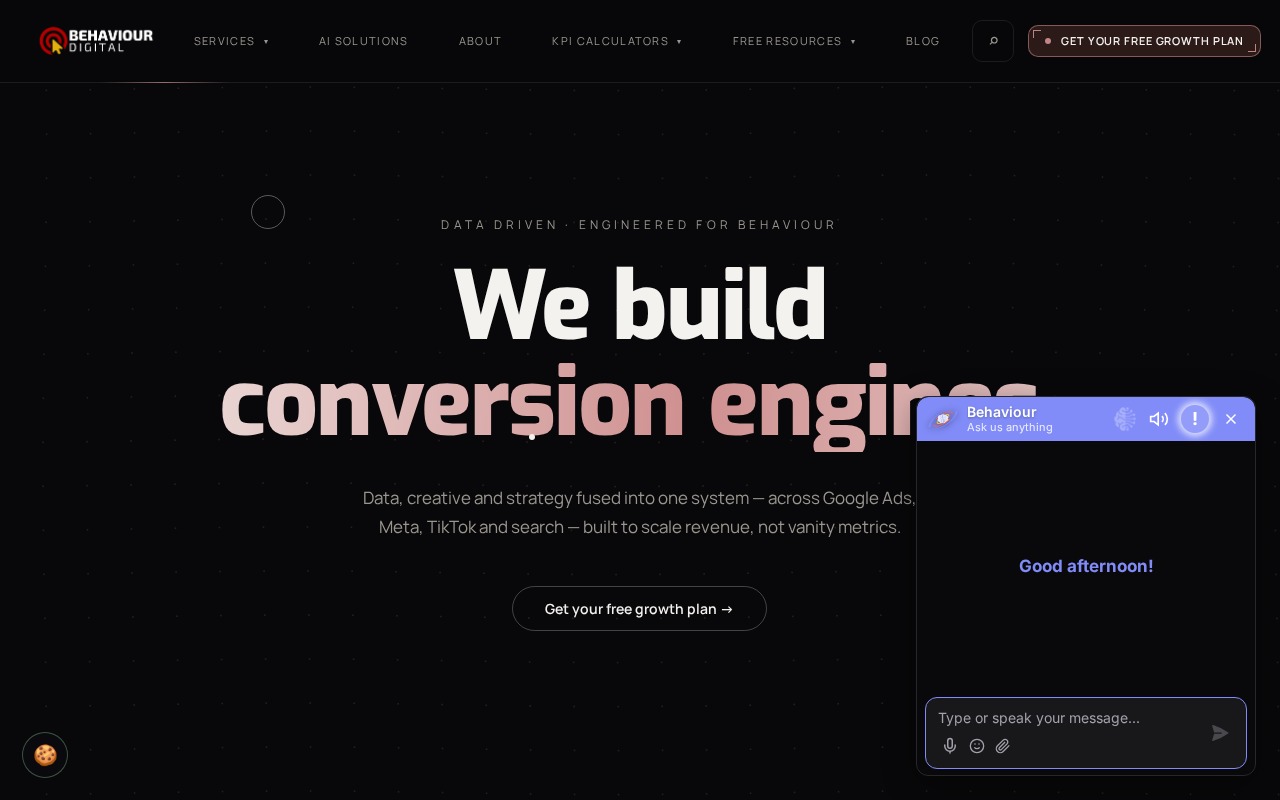 BEHAVIOUR
DIGITAL
SERVICES ▾
AI SOLUTIONS
ABOUT
KPI CALCULATORS ▾
FREE RESOURCES ▾
BLOG
GET YOUR FREE GROWTH PLAN
DATA DRIVEN · ENGINEERED FOR BEHAVIOUR
We build
conversion engines
Data, creative and strategy fused into one system — across Google Ads,
Meta, TikTok and search — built to scale revenue, not vanity metrics.
Get your free growth plan →
Behaviour
Ask us anything
!
Good afternoon!
Type or speak your message...